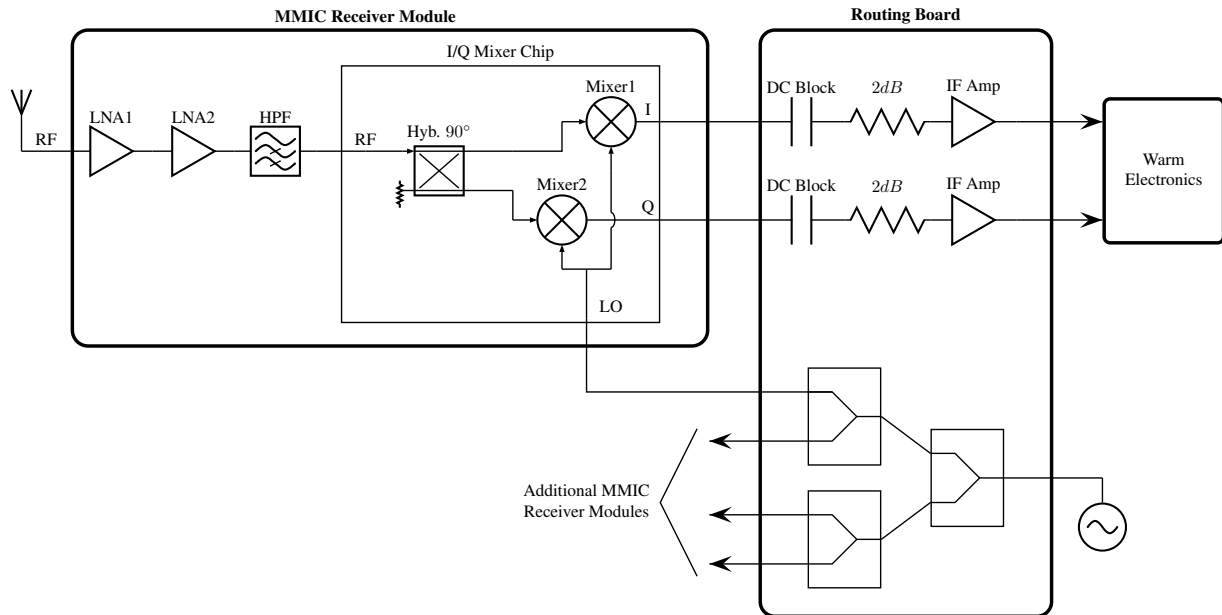 MMIC Receiver Module
Routing Board
I/Q Mixer Chip
Mixer1
I
DC Block
2dB
IF Amp
LNA1
LNA2
HPF
RF
RF
Hyb. 90°
Warm
Electronics
Mixer2
Q
DC Block
2dB
IF Amp
LO
Additional MMIC
Receiver Modules